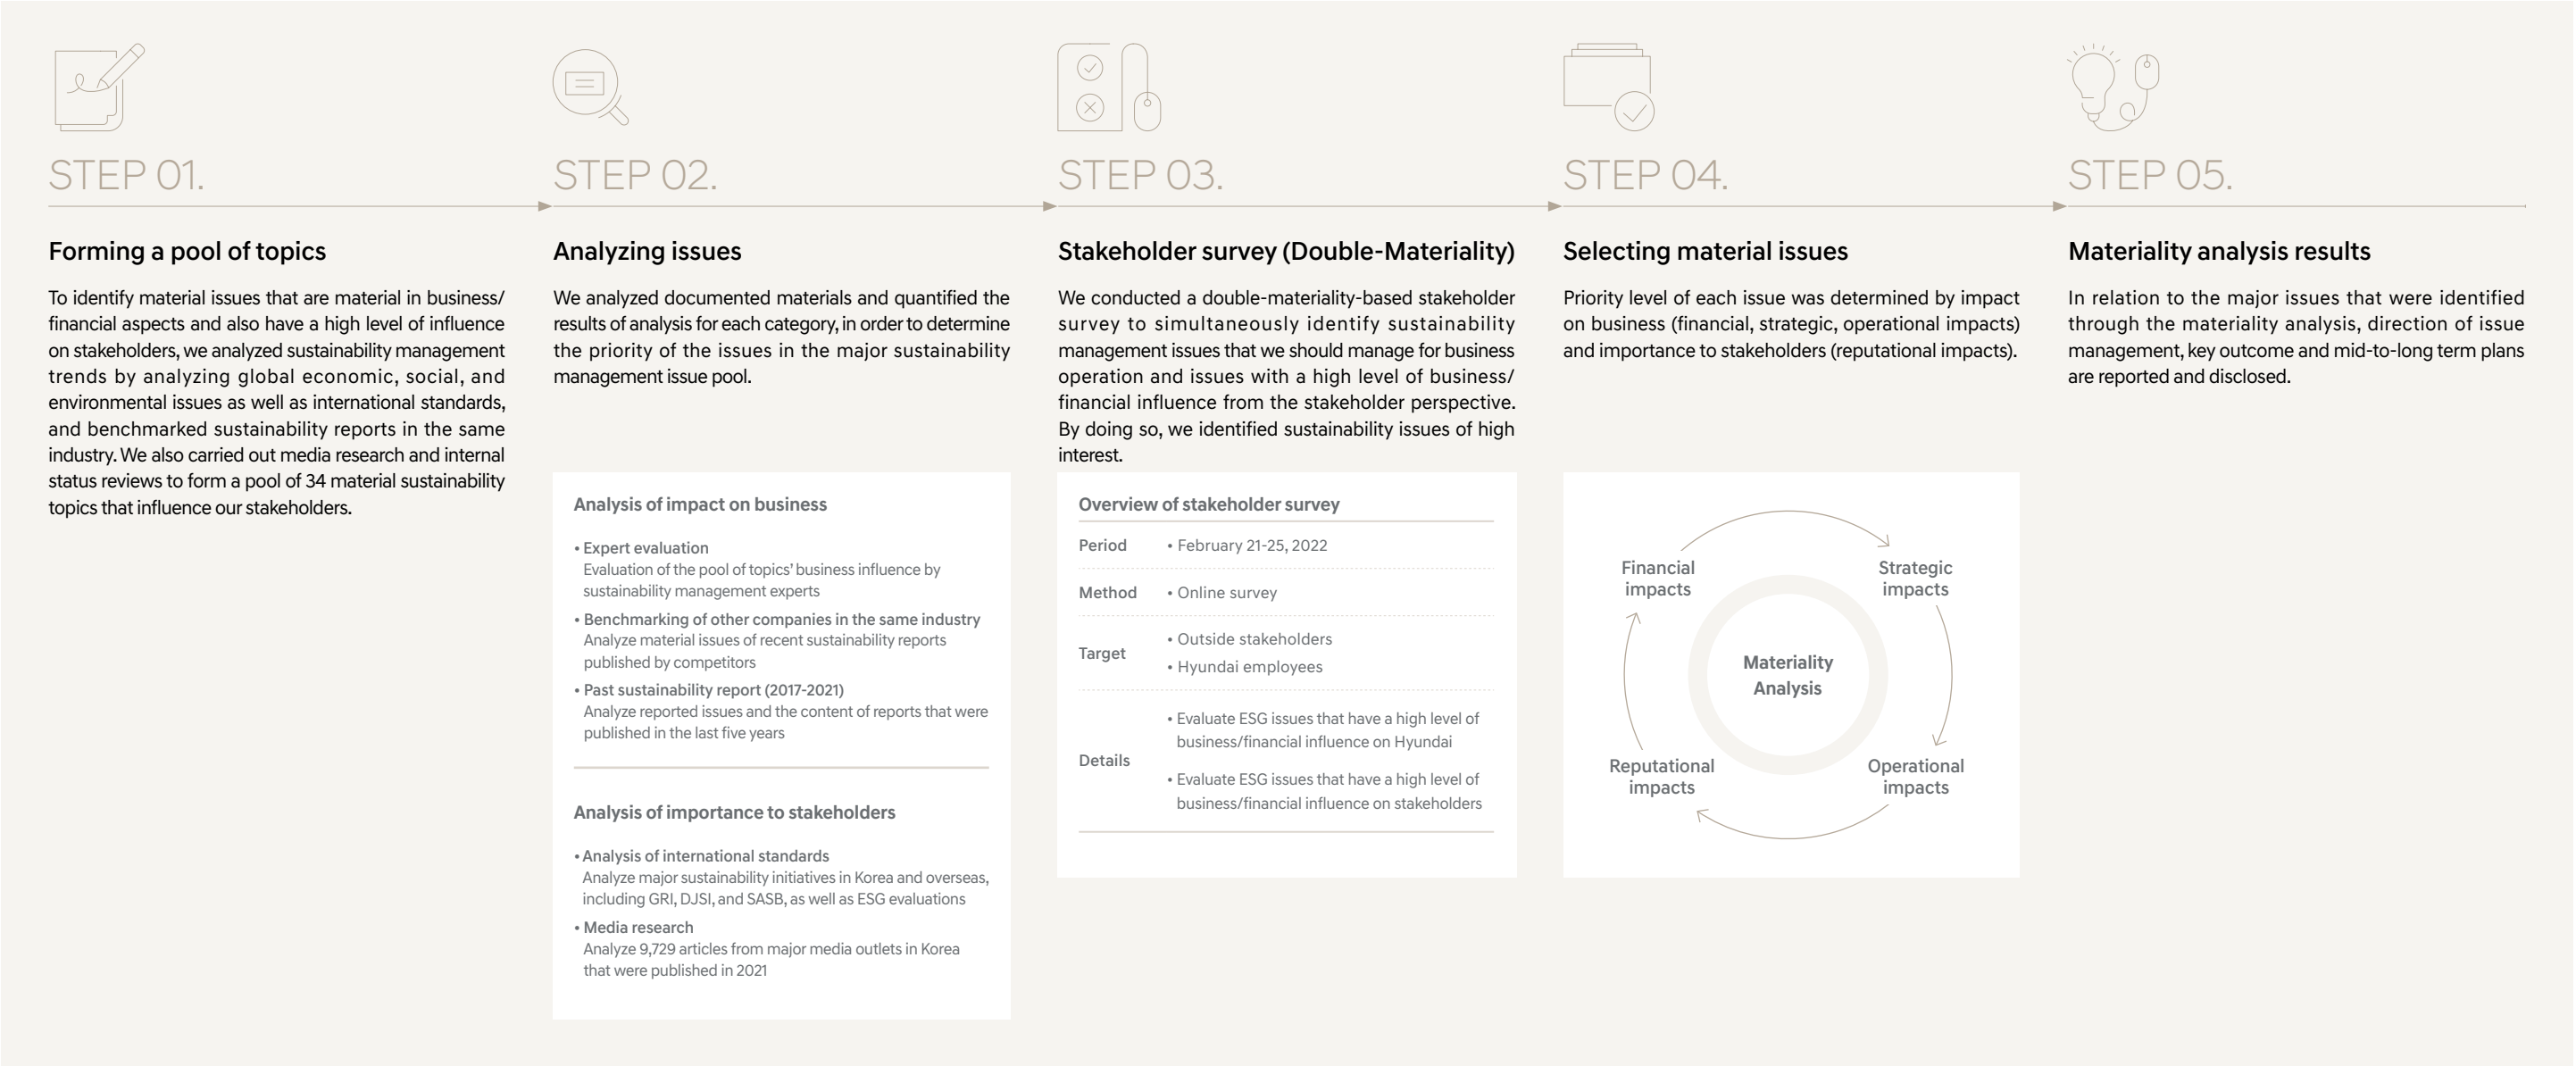 STEP 01.
Forming a pool of topics
To identify material issues that are material in business/
financial aspects and also have a high level of influence
on stakeholders, we analyzed sustainability management
trends by analyzing global economic, social, and
environmental issues as well as international standards,
and benchmarked sustainability reports in the same
industry. We also carried out media research and internal
status reviews to form a pool of 34 material sustainability
topics that influence our stakeholders.
STEP 02.
Analyzing issues
We analyzed documented materials and quantified the
results of analysis for each category, in order to determine
the priority of the issues in the major sustainability
management issue pool.
Analysis of impact on business
• Expert evaluation
Evaluation of the pool of topics' business influence by
sustainability management experts
• Benchmarking of other companies in the same industry
Analyze material issues of recent sustainability reports
published by competitors
• Past sustainability report (2017-2021)
Analyze reported issues and the content of reports that were
published in the last five years
Analysis of importance to stakeholders
• Analysis of international standards
Analyze major sustainability initiatives in Korea and overseas,
including GRI, DJSI, and SASB, as well as ESG evaluations
• Media research
Analyze 9,729 articles from major media outlets in Korea
that were published in 2021
STEP 03.
Stakeholder survey (Double-Materiality)
We conducted a double-materiality-based stakeholder
survey to simultaneously identify sustainability
management issues that we should manage for business
operation and issues with a high level of business/
financial influence from the stakeholder perspective.
By doing so, we identified sustainability issues of high
interest.
Overview of stakeholder survey
Period • February 21-25, 2022
Method • Online survey
Target • Outside stakeholders
• Hyundai employees
Details • Evaluate ESG issues that have a high level of
business/financial influence on Hyundai
• Evaluate ESG issues that have a high level of
business/financial influence on stakeholders
STEP 04.
Selecting material issues
Priority level of each issue was determined by impact
on business (financial, strategic, operational impacts)
and importance to stakeholders (reputational impacts).
Financial
impacts
Strategic
impacts
Materiality
Analysis
Reputational
impacts
Operational
impacts
STEP 05.
Materiality analysis results
In relation to the major issues that were identified
through the materiality analysis, direction of issue
management, key outcome and mid-to-long term plans
are reported and disclosed.